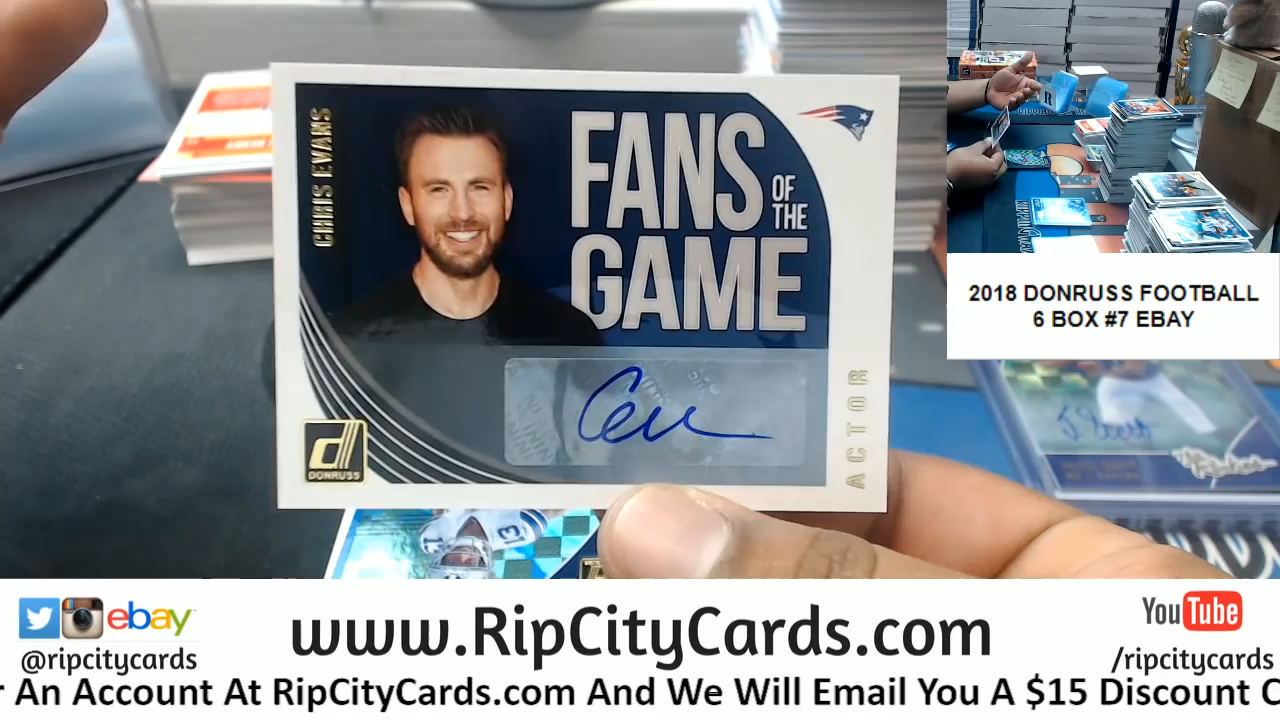 CHRIS EVANS
FANS
OF
THE
GAME
ACTOR
DONRUSS
2018 DONRUSS FOOTBALL
6 BOX #7 EBAY
13
ebay
@ripcitycards
www.RipCityCards.com
YouTube
/ripcitycards
r An Account At RipCityCards.com And We Will Email You A $15 Discount C